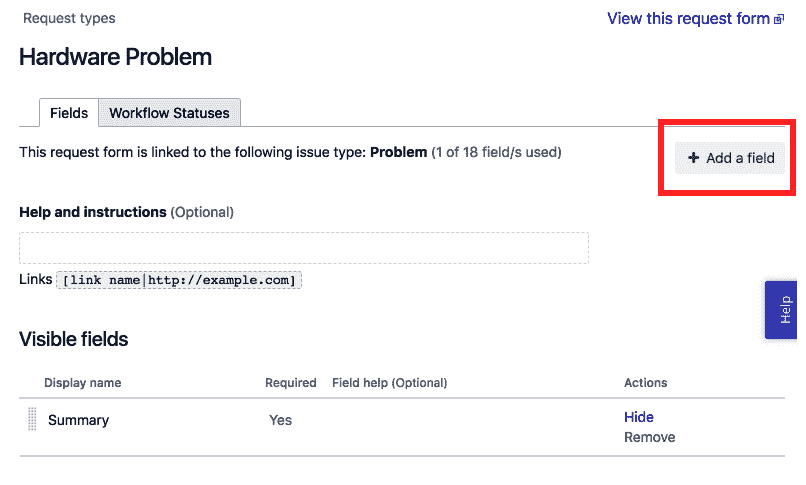 Request types
View this request form
Hardware Problem
Fields
Workflow Statuses
This request form is linked to the following issue type: Problem (1 of 18 field/s used)
+ Add a field
Help and instructions (Optional)
Links [link name|http://example.com]
Help
Visible fields
Display name Required Field help (Optional) Actions
Summary Yes Hide
Remove